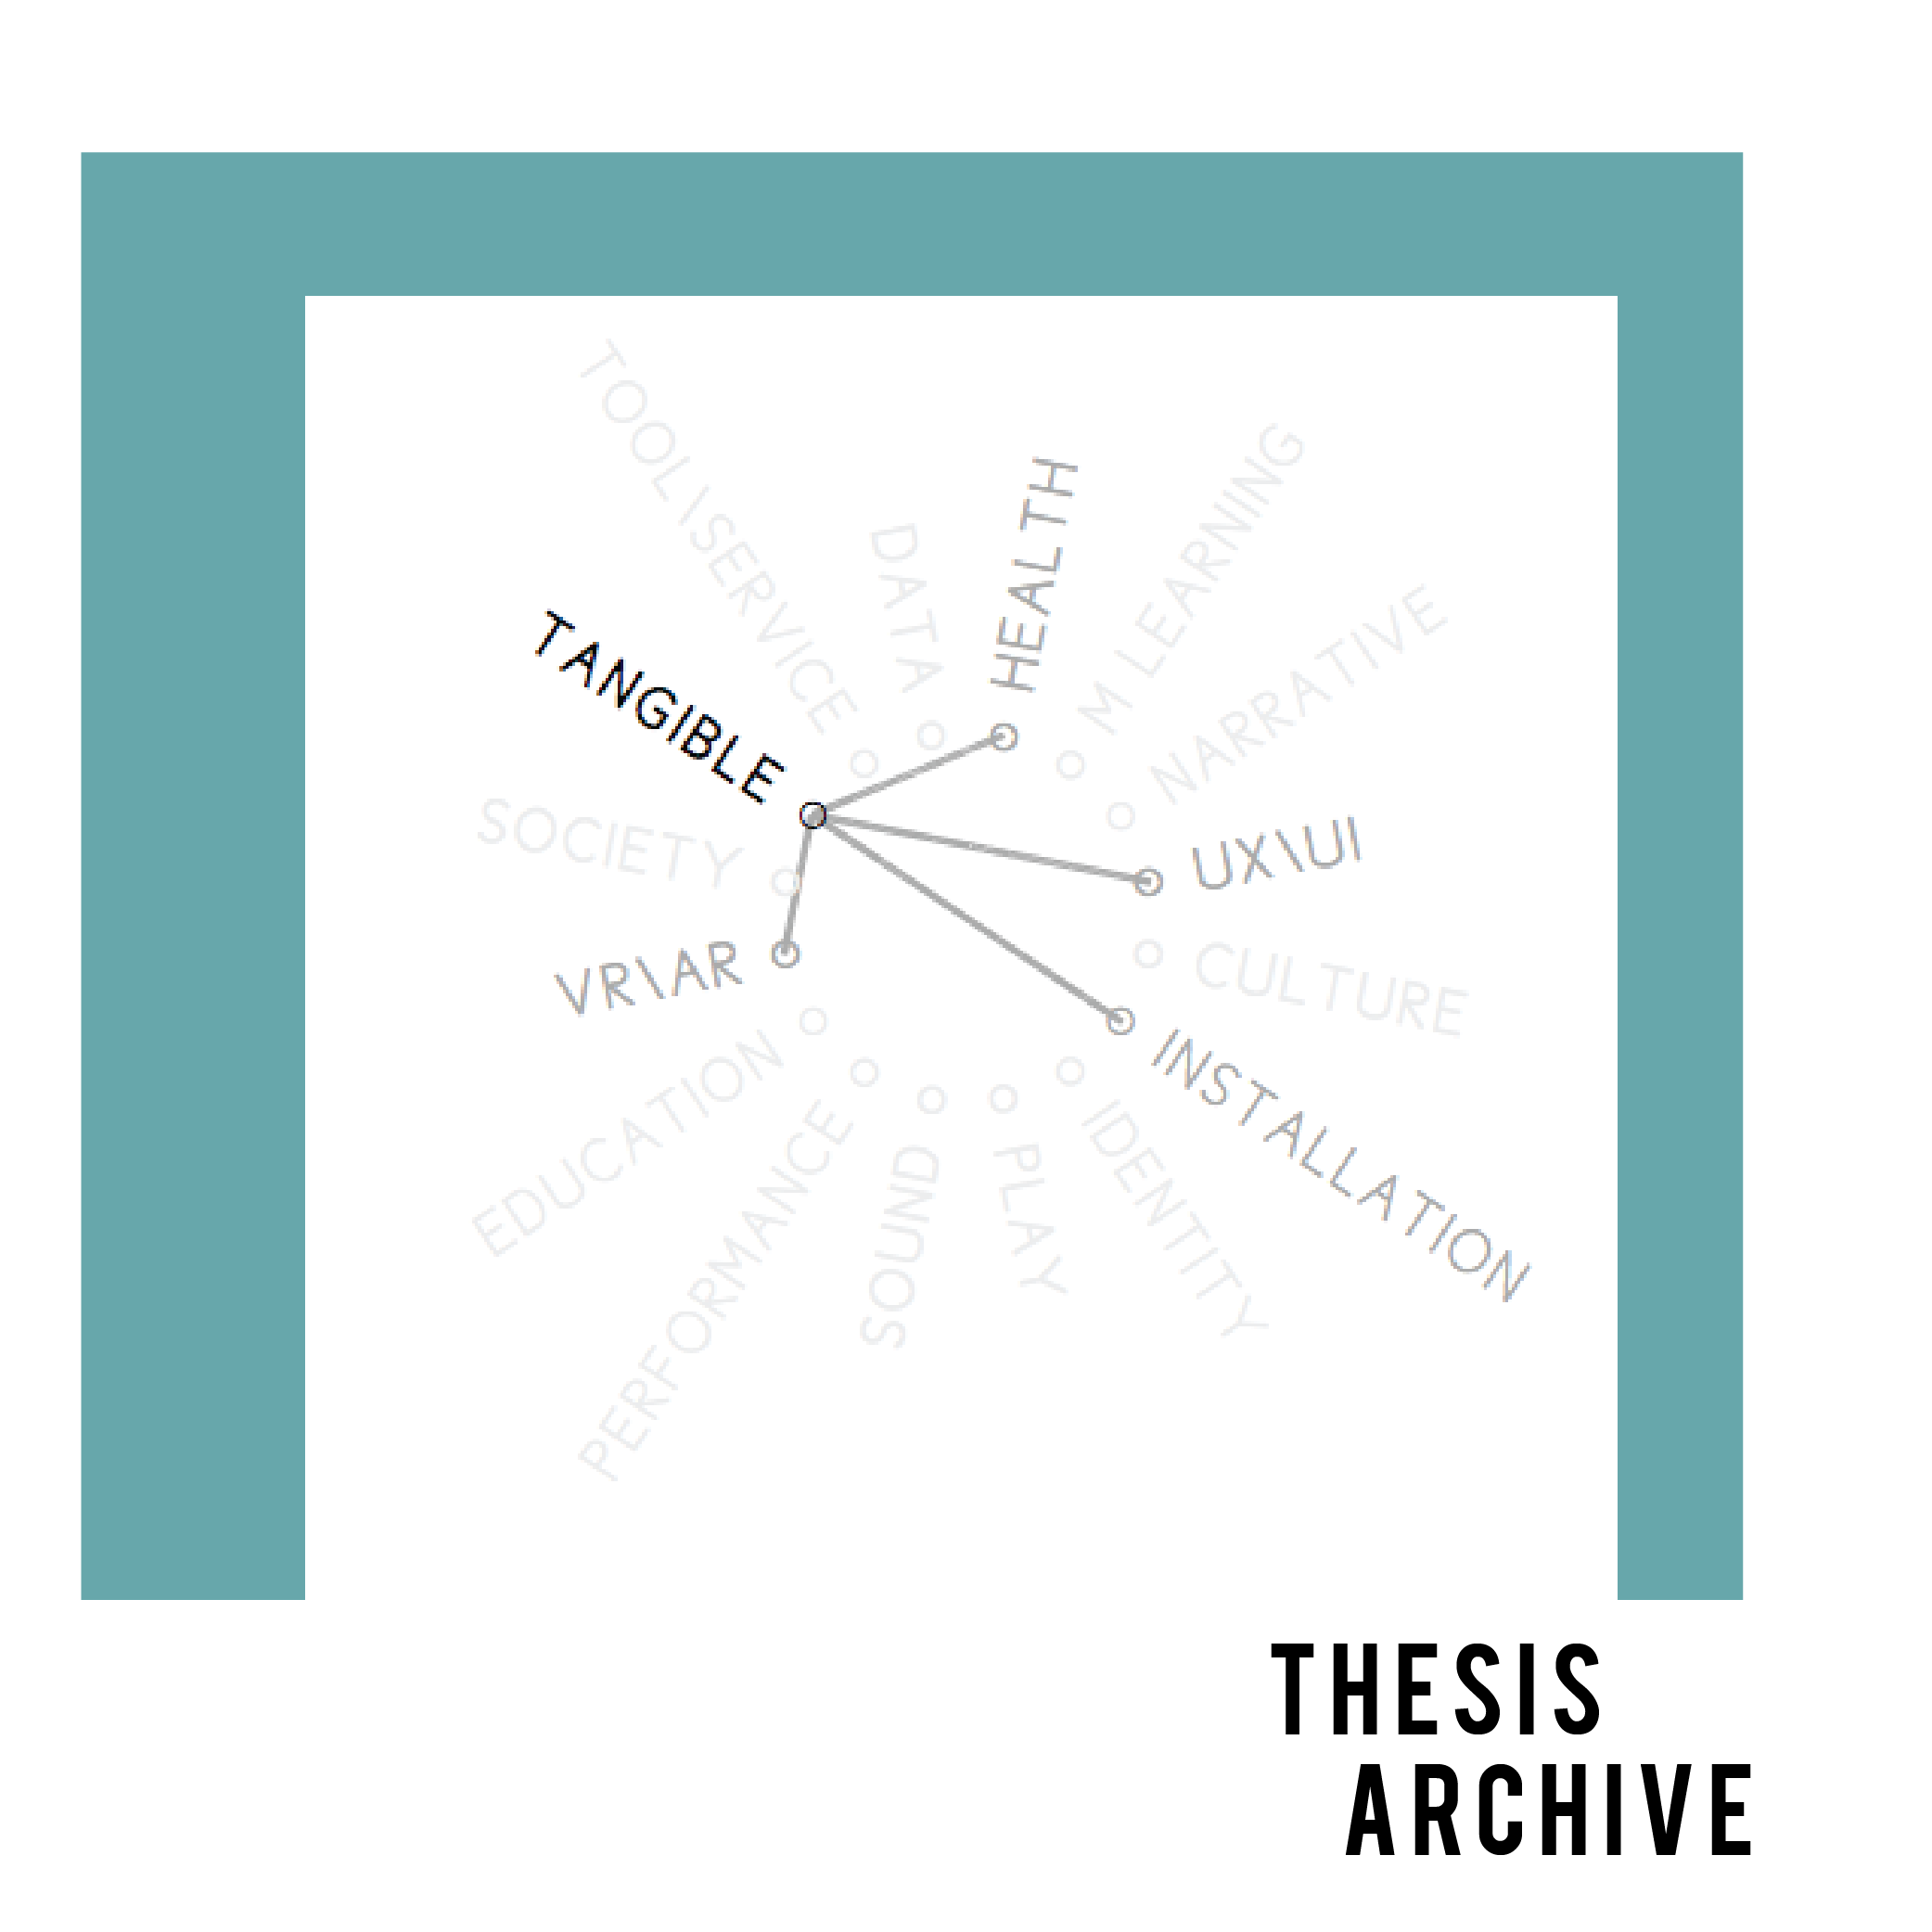 TOOL\SERVICE
DATA
HEALTH
M LEARNING
NARRATIVE
TANGIBLE
SOCIETY
UX\UI
VR\AR
CULTURE
INSTALLATION
EDUCATION
PERFORMANCE
SOUND
PLAY
IDENTITY
THESIS
ARCHIVE